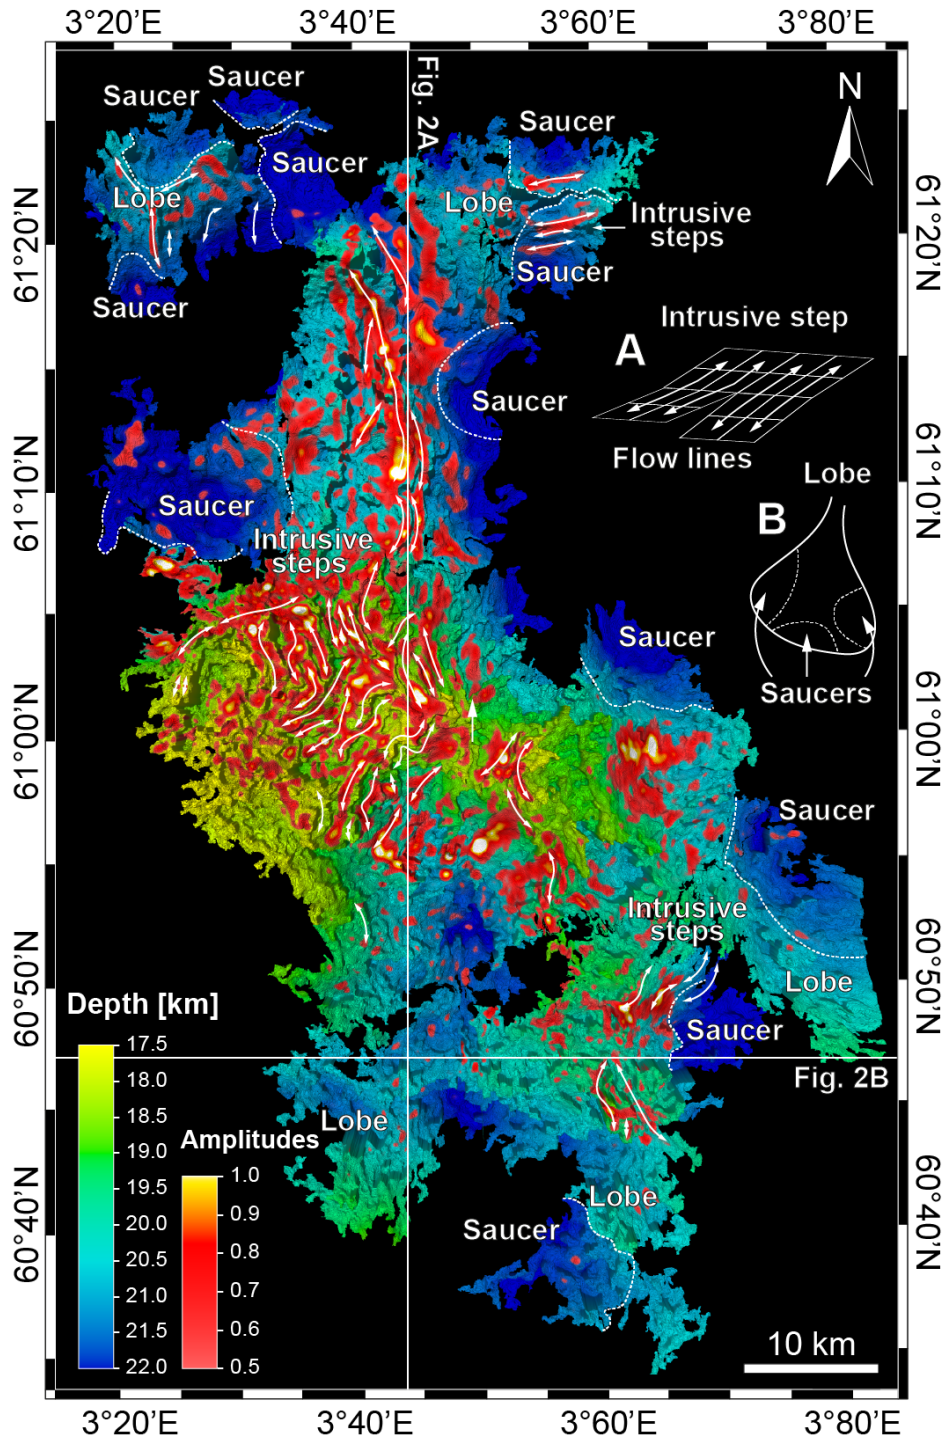 3°20’E 3°40’E 3°60’E 3°80’E
Saucer
Saucer
Fig. 2A
N
Saucer
Saucer
Lobe
Lobe
Intrusive
steps
61°20’N
61°20’N
Saucer
Saucer
Intrusive step
A
Saucer
Flow lines
Lobe
61°10’N
61°10’N
Saucer
B
Intrusive
steps
Saucer
Saucers
61°00’N
61°00’N
Saucer
Intrusive
steps
Lobe
60°50’N
60°50’N
Saucer
Fig. 2B
Depth [km]
17.5
18.0
18.5
19.0
19.5
20.0
20.5
21.0
21.5
22.0
Amplitudes
1.0
0.9
0.8
0.7
0.6
0.5
Lobe
Lobe
Saucer
60°40’N
60°40’N
10 km
3°20’E 3°40’E 3°60’E 3°80’E